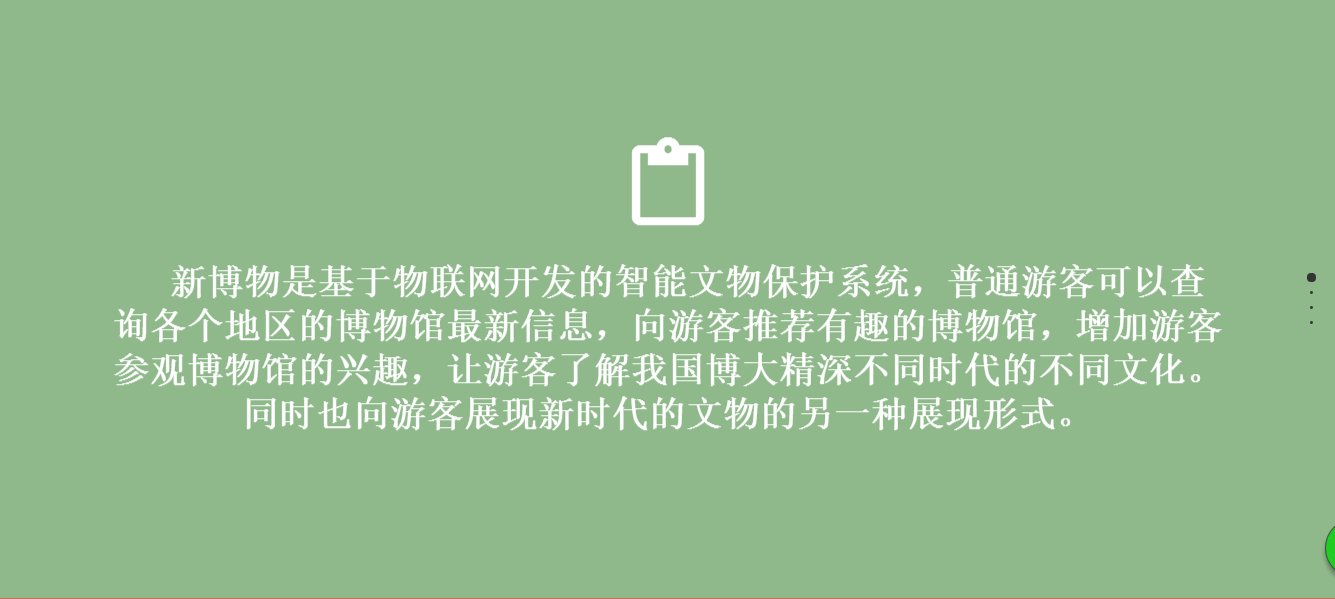 新博物是基于物联网开发的智能文物保护系统，普通游客可以查
询各个地区的博物馆最新信息，向游客推荐有趣的博物馆，增加游客
参观博物馆的兴趣，让游客了解我国博大精深不同时代的不同文化。
同时也向游客展现新时代的文物的另一种展现形式。